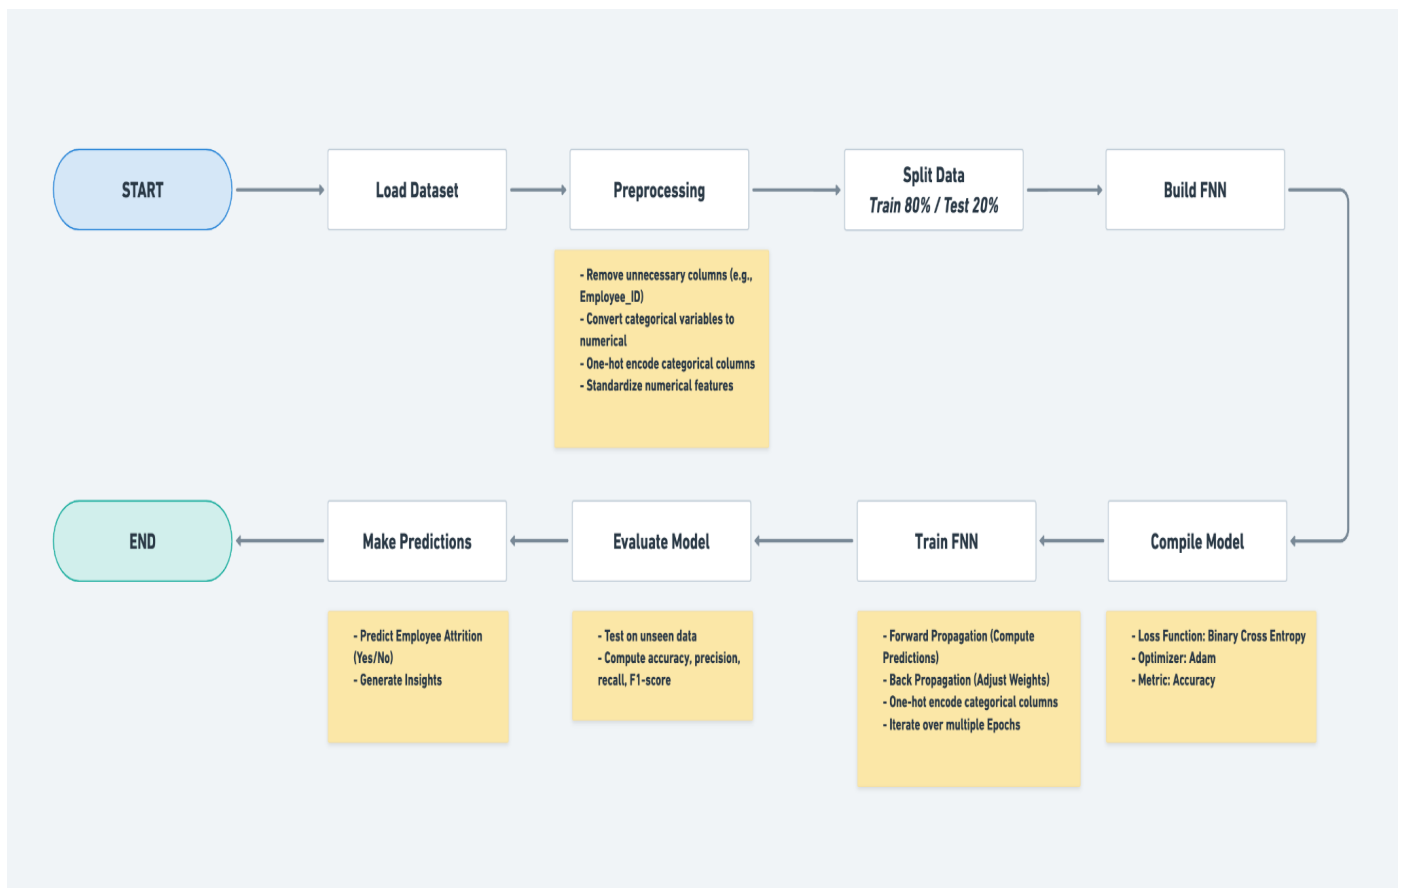 START
Load Dataset
Preprocessing
Split Data
Train 80% / Test 20%
Build FNN
- Remove unnecessary columns (e.g.,
Employee_ID)
- Convert categorical variables to
numerical
- One-hot encode categorical columns
- Standardize numerical features
END
Make Predictions
Evaluate Model
Train FNN
Compile Model
- Predict Employee Attrition
(Yes/No)
- Generate Insights
- Test on unseen data
- Compute accuracy, precision,
recall, F1-score
- Forward Propagation (Compute
Predictions)
- Back Propagation (Adjust Weights)
- One-hot encode categorical columns
- Iterate over multiple Epochs
- Loss Function: Binary Cross Entropy
- Optimizer: Adam
- Metric: Accuracy